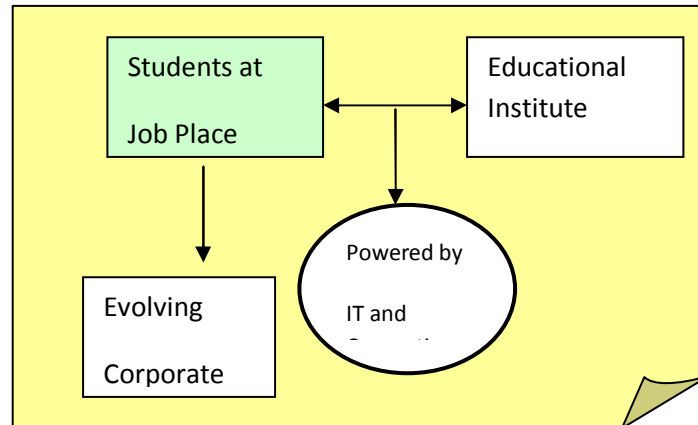 Students at
Job Place
Educational
Institute
Powered by
IT and
Evolving
Corporate